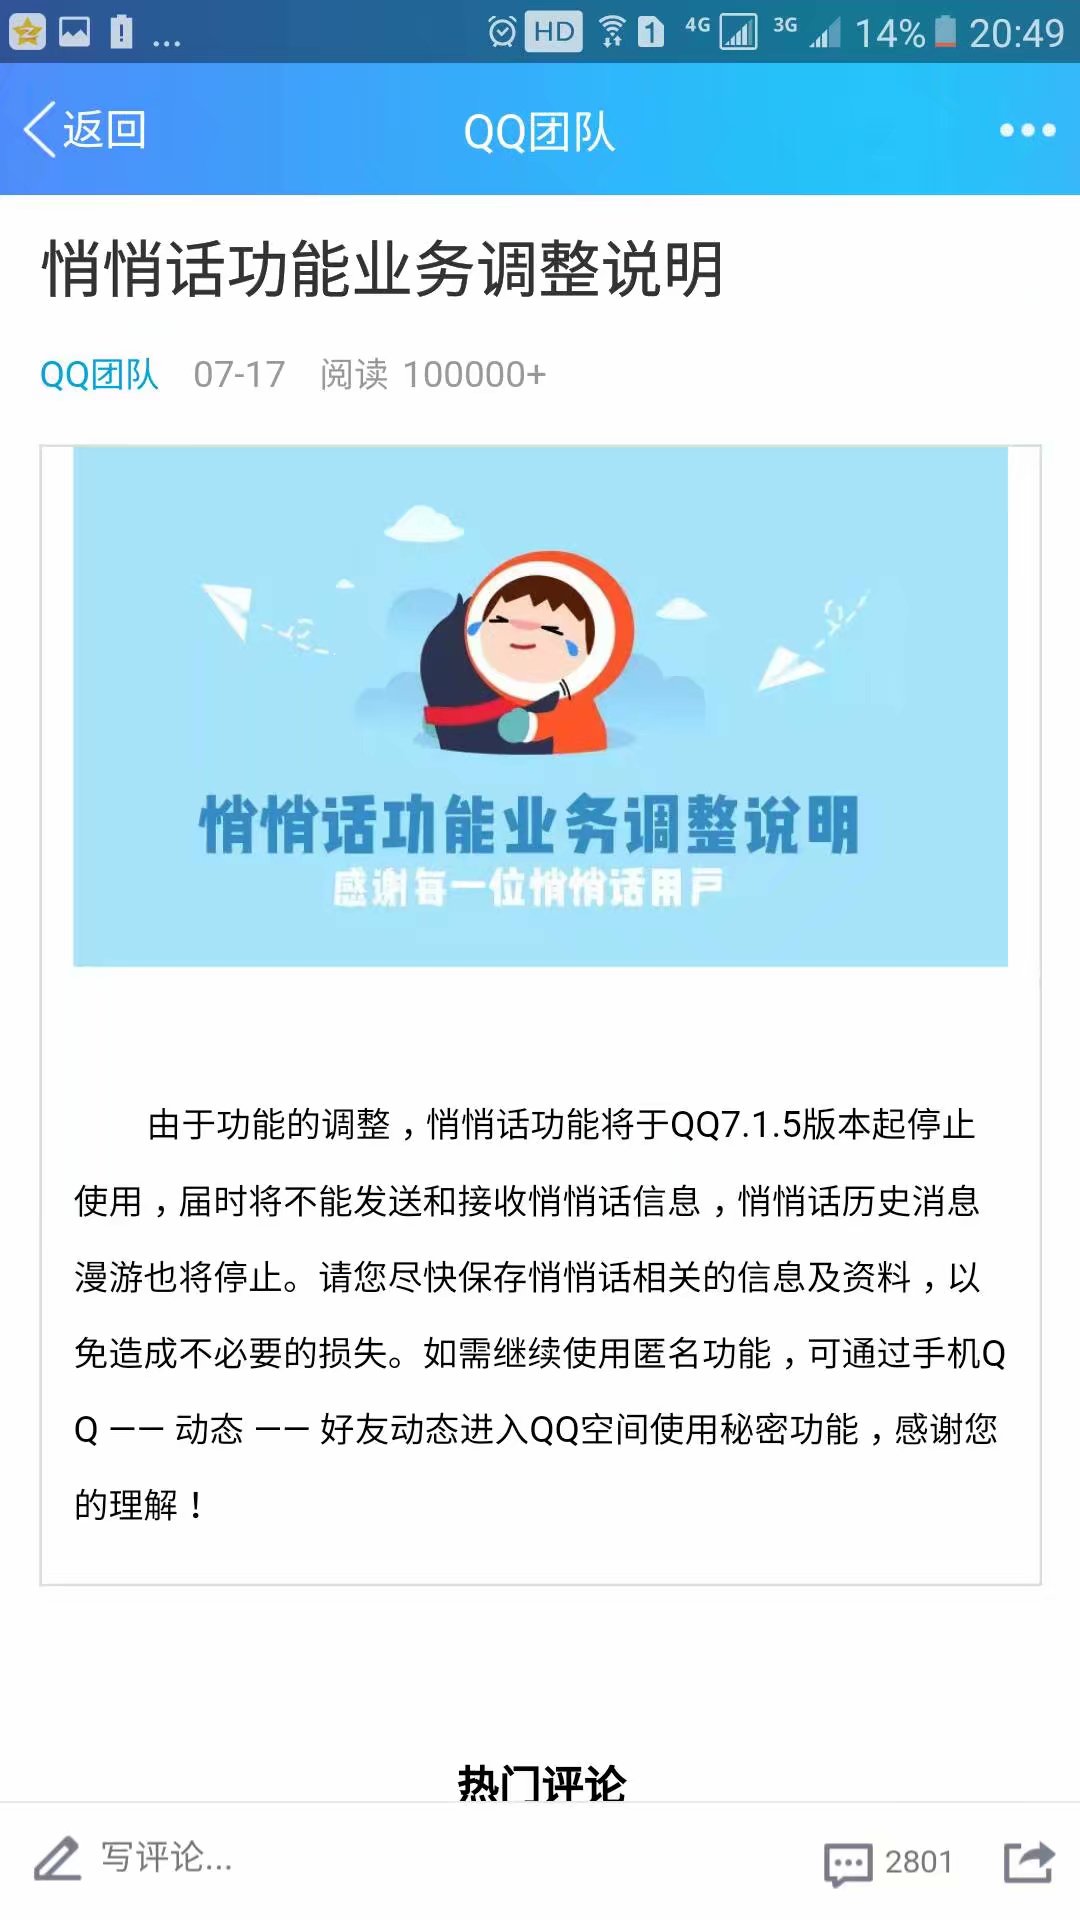 ... HD 1 4G 3G 14% 20:49
返回 QQ团队
悄悄话功能业务调整说明
QQ团队 07-17 阅读 100000+
悄悄话功能业务调整说明
感谢每一位悄悄话用户
由于功能的调整，悄悄话功能将于QQ7.1.5版本起停止
使用，届时将不能发送和接收悄悄话信息，悄悄话历史消息
漫游也将停止。请您尽快保存悄悄话相关的信息及资料，以
免造成不必要的损失。如需继续使用匿名功能，可通过手机Q
Q —— 动态 —— 好友动态进入QQ空间使用秘密功能，感谢您
的理解！
热门评论
写评论... 2801